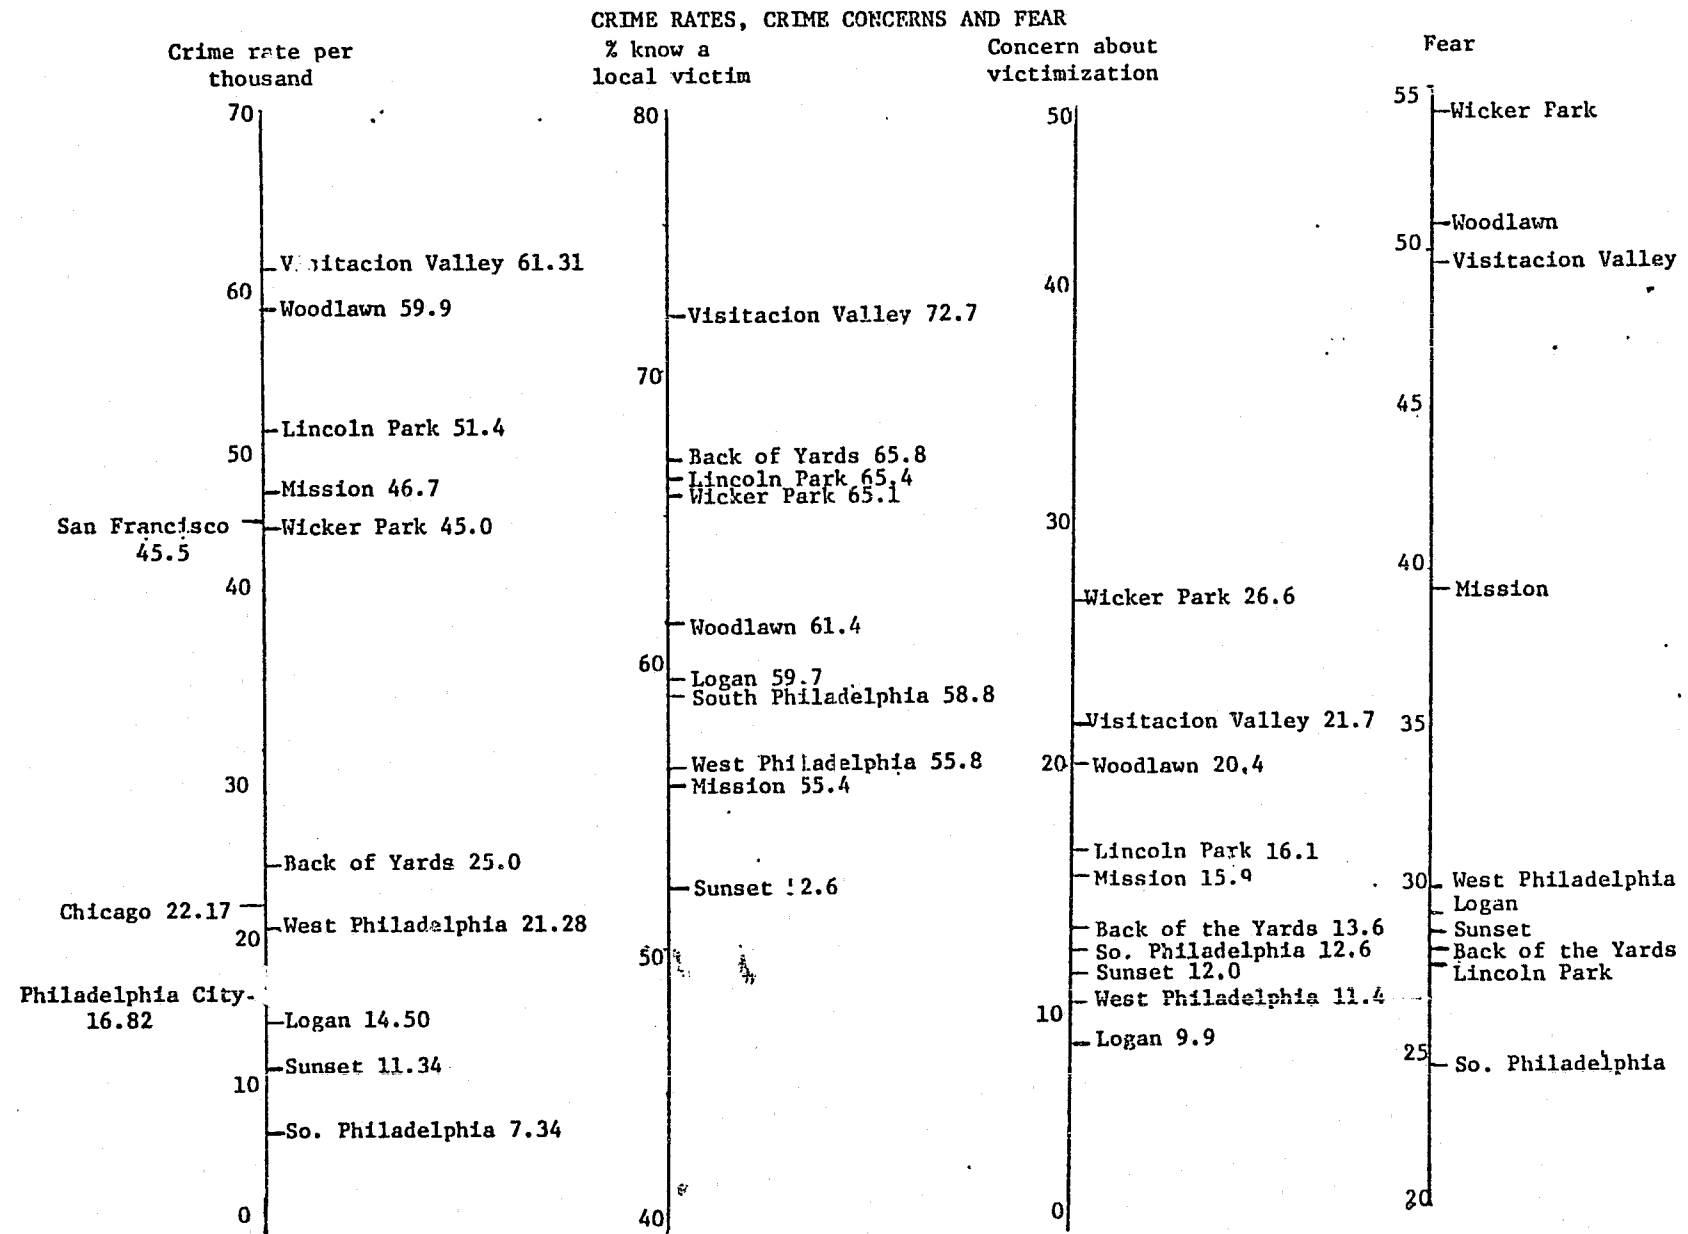 CRIME RATES, CRIME CONCERNS AND FEAR
Crime rate per
thousand
70
Visitacion Valley 61.31
60
Woodlawn 59.9
Lincoln Park 51.4
50
Mission 46.7
San Francisco
45.5
Wicker Park 45.0
40
30
Back of Yards 25.0
Chicago 22.17
West Philadelphia 21.28
20
Philadelphia City
16.82
Logan 14.50
Sunset 11.34
10
So. Philadelphia 7.34
0
% know a
local victim
80
Visitacion Valley 72.7
70
Back of Yards 65.8
Lincoln Park 65.4
Wicker Park 65.1
Woodlawn 61.4
60
Logan 59.7
South Philadelphia 58.8
West Philadelphia 55.8
Mission 55.4
Sunset 2.6
50
40
Concern about
victimization
50
40
30
Wicker Park 26.6
Visitacion Valley 21.7
20
Woodlawn 20.4
Lincoln Park 16.1
Mission 15.9
Back of the Yards 13.6
So. Philadelphia 12.6
Sunset 12.0
West Philadelphia 11.4
10
Logan 9.9
0
Fear
55
Wicker Park
Woodlawn
50
Visitacion Valley
45
40
Mission
35
30
West Philadelphia
Logan
Sunset
Back of the Yards
Lincoln Park
25
So. Philadelphia
20